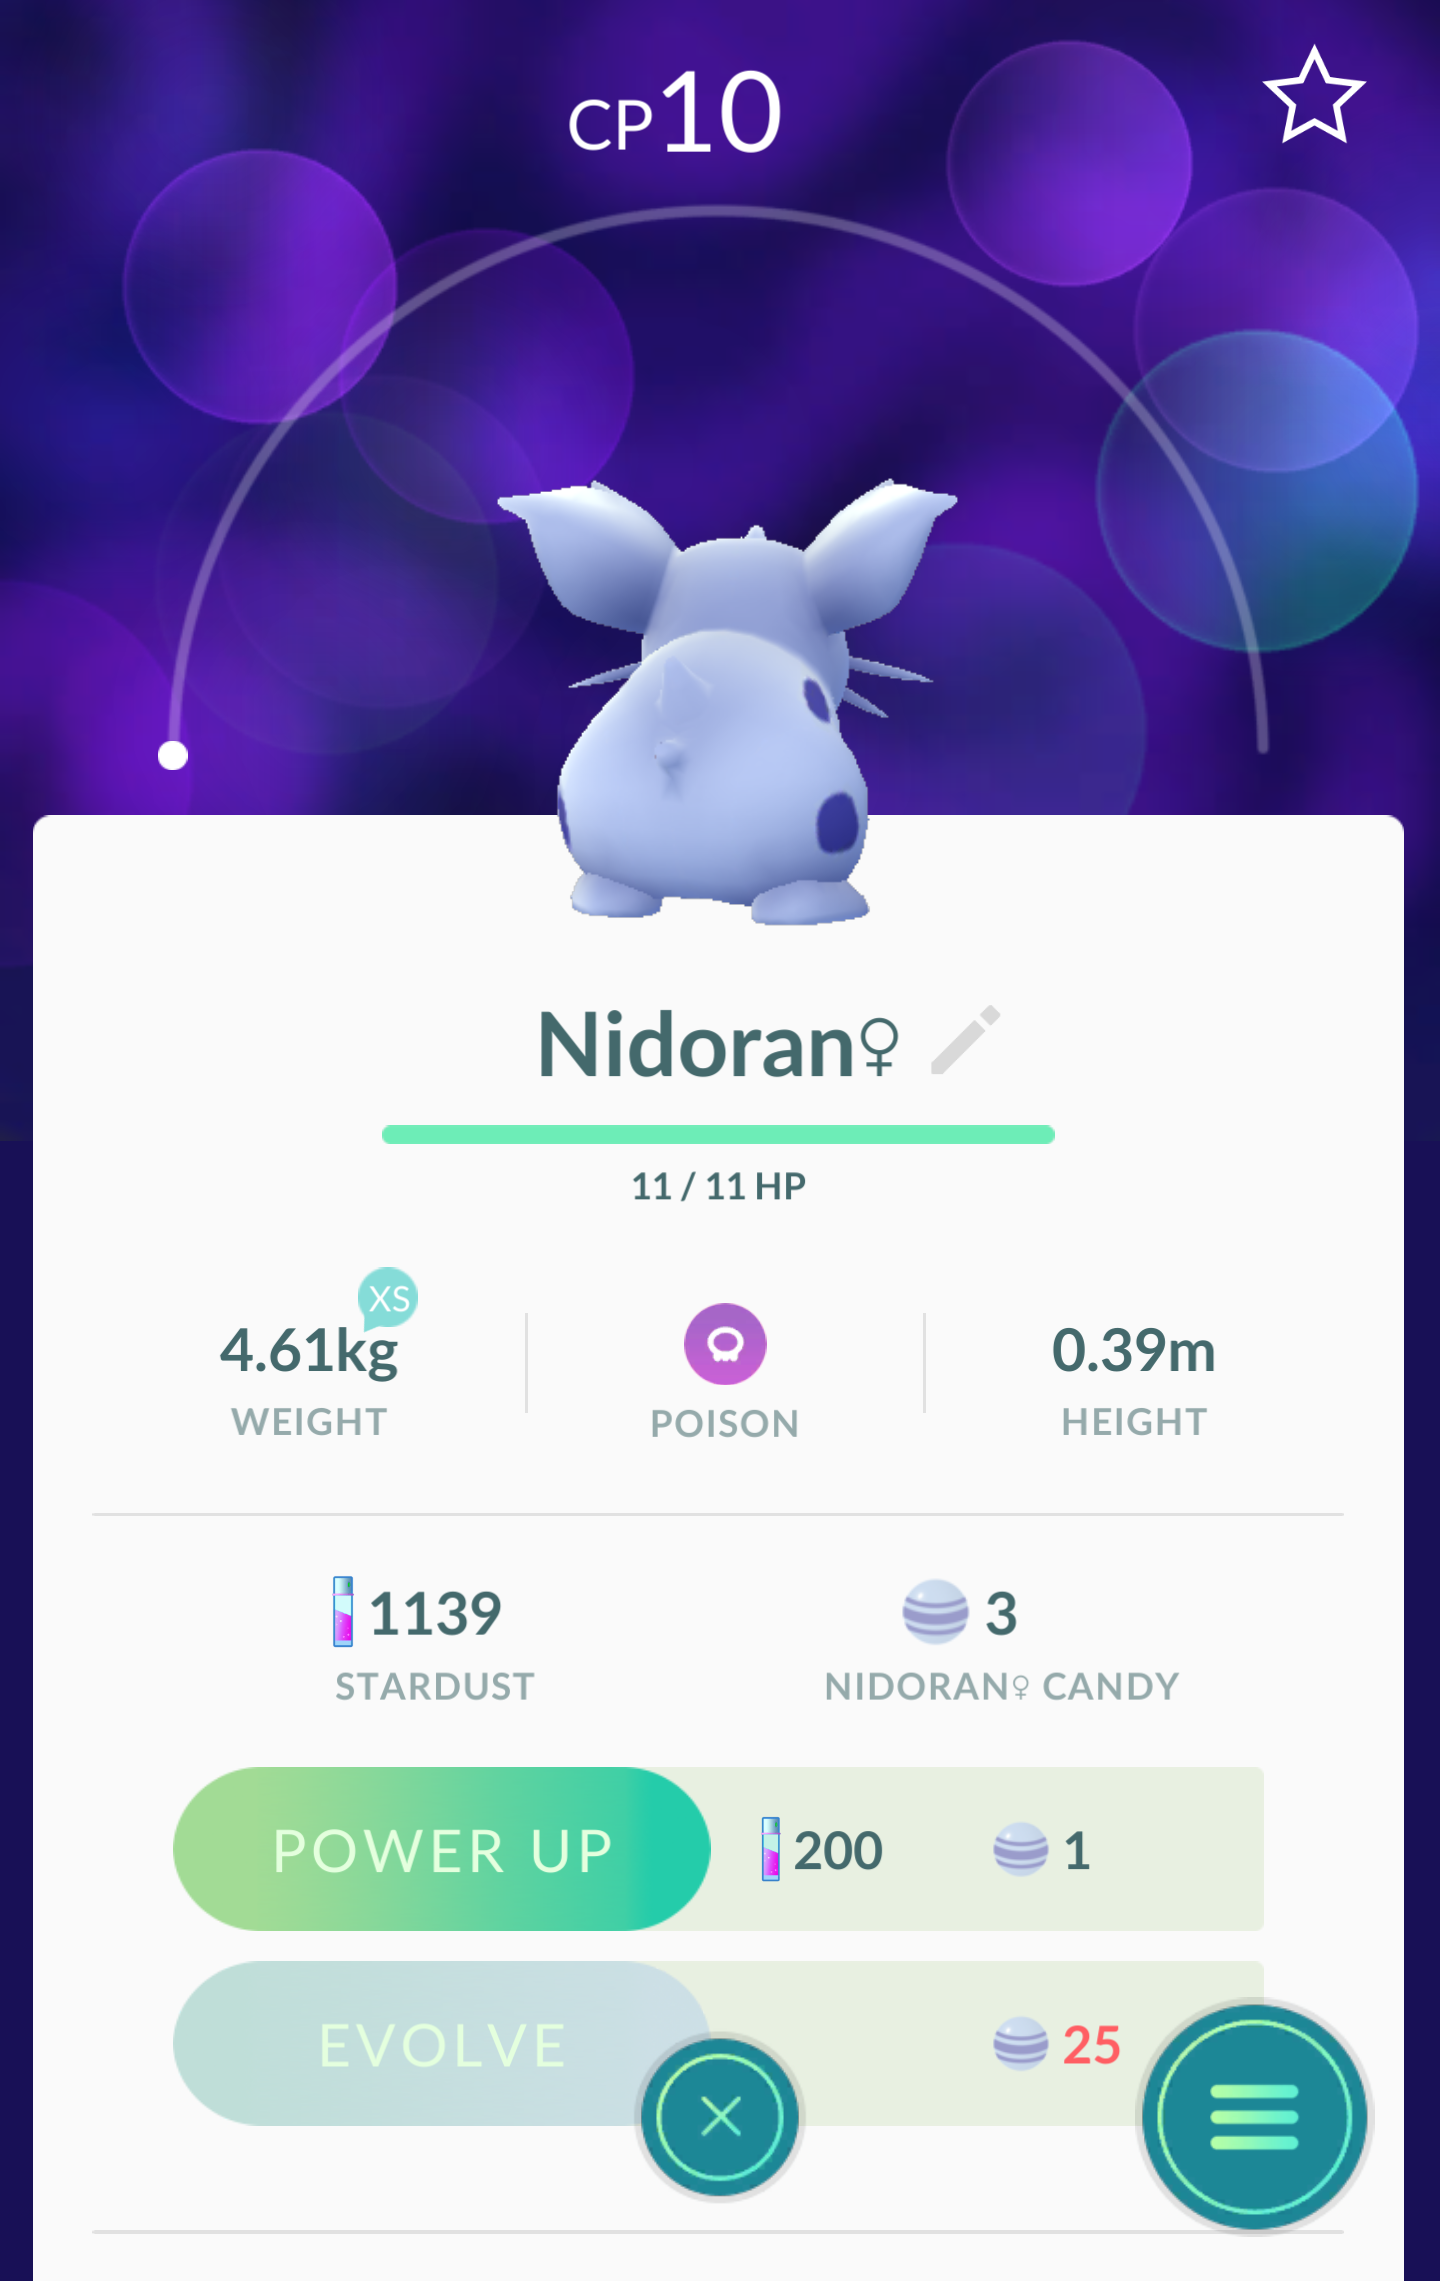 CP10
Nidoran♀
11 / 11 HP
XS
4.61kg
WEIGHT
POISON
0.39m
HEIGHT
1139
STARDUST
3
NIDORAN♀ CANDY
POWER UP 200 1
EVOLVE 25